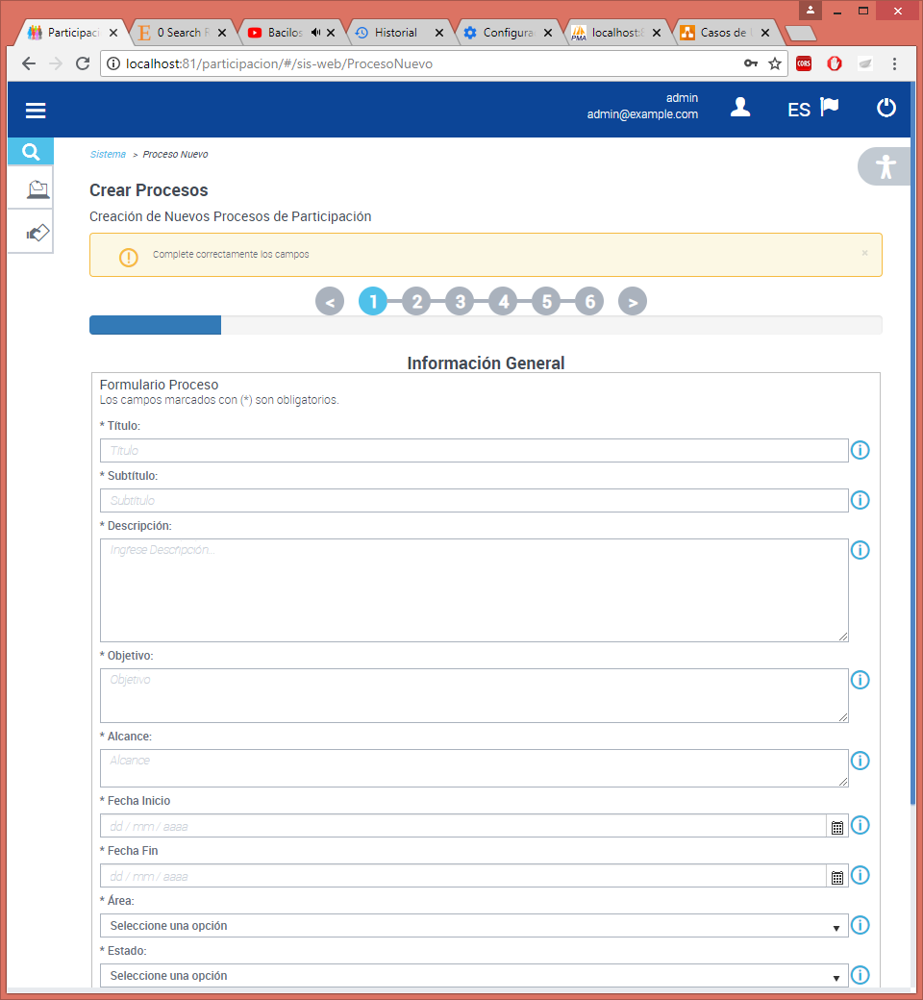 Participaci
0 Search R
Bacilos
Historial
Configurac
localhost:8
Casos de
localhost:81/participacion/#/sis-web/ProcesoNuevo
CORS
admin
admin@example.com
ES
Sistema > Proceso Nuevo
Crear Procesos
Creación de Nuevos Procesos de Participación
Complete correctamente los campos
×
< 1 2 3 4 5 6 >
Información General
Formulario Proceso
Los campos marcados con (*) son obligatorios.
* Título:
Título
* Subtítulo:
Subtitulo
* Descripción:
Ingrese Descripción...
* Objetivo:
Objetivo
* Alcance:
Alcance
* Fecha Inicio
dd / mm / aaaa
* Fecha Fin
dd / mm / aaaa
* Área:
Seleccione una opción
* Estado:
Seleccione una opción